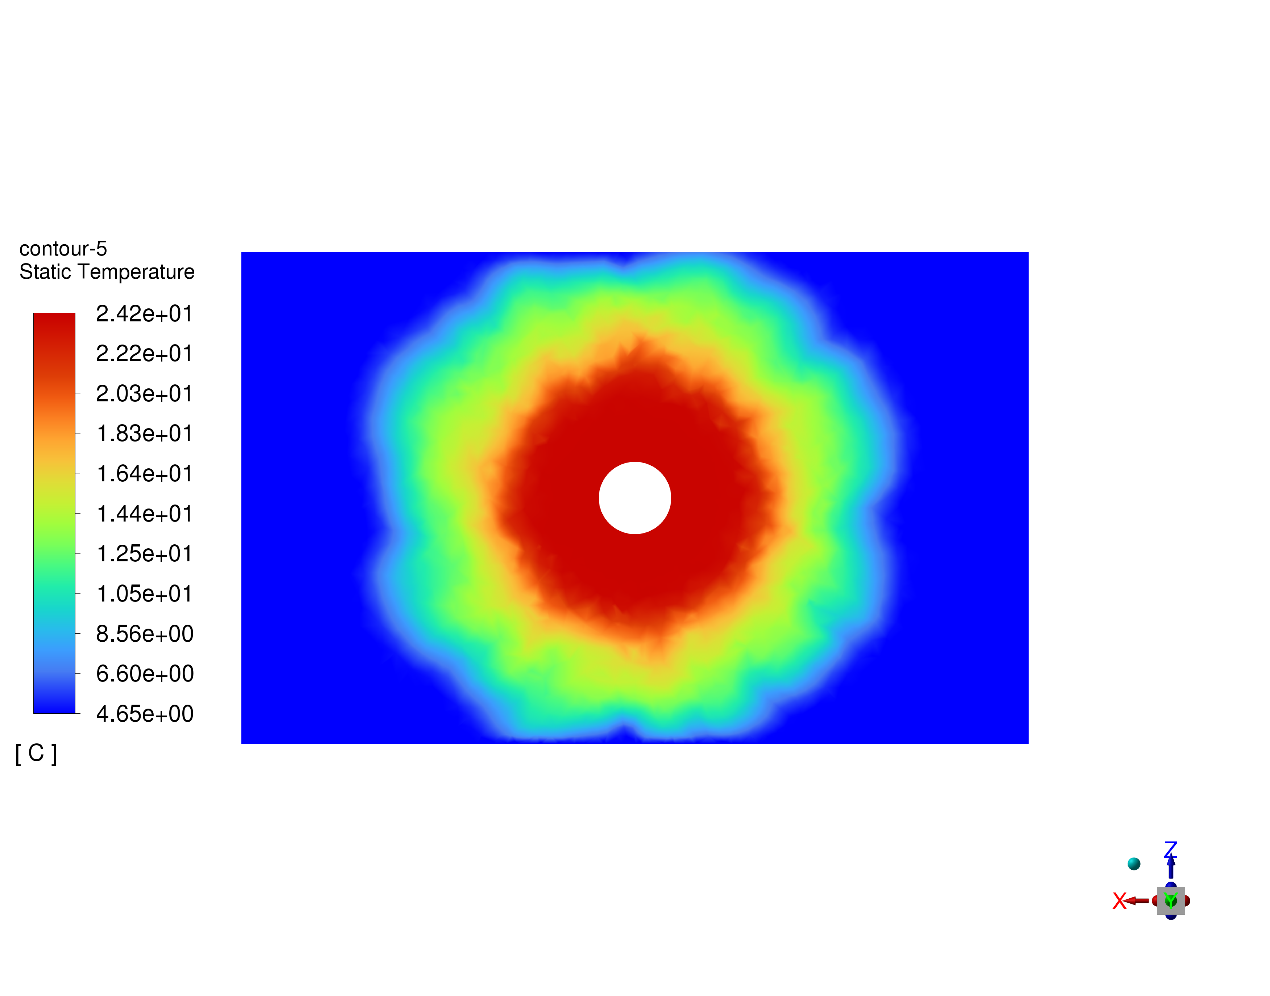 contour-5
Static Temperature
2.42e+01
2.22e+01
2.03e+01
1.83e+01
1.64e+01
1.44e+01
1.25e+01
1.05e+01
8.56e+00
6.60e+00
4.65e+00
[ C ]
Z
X
Y